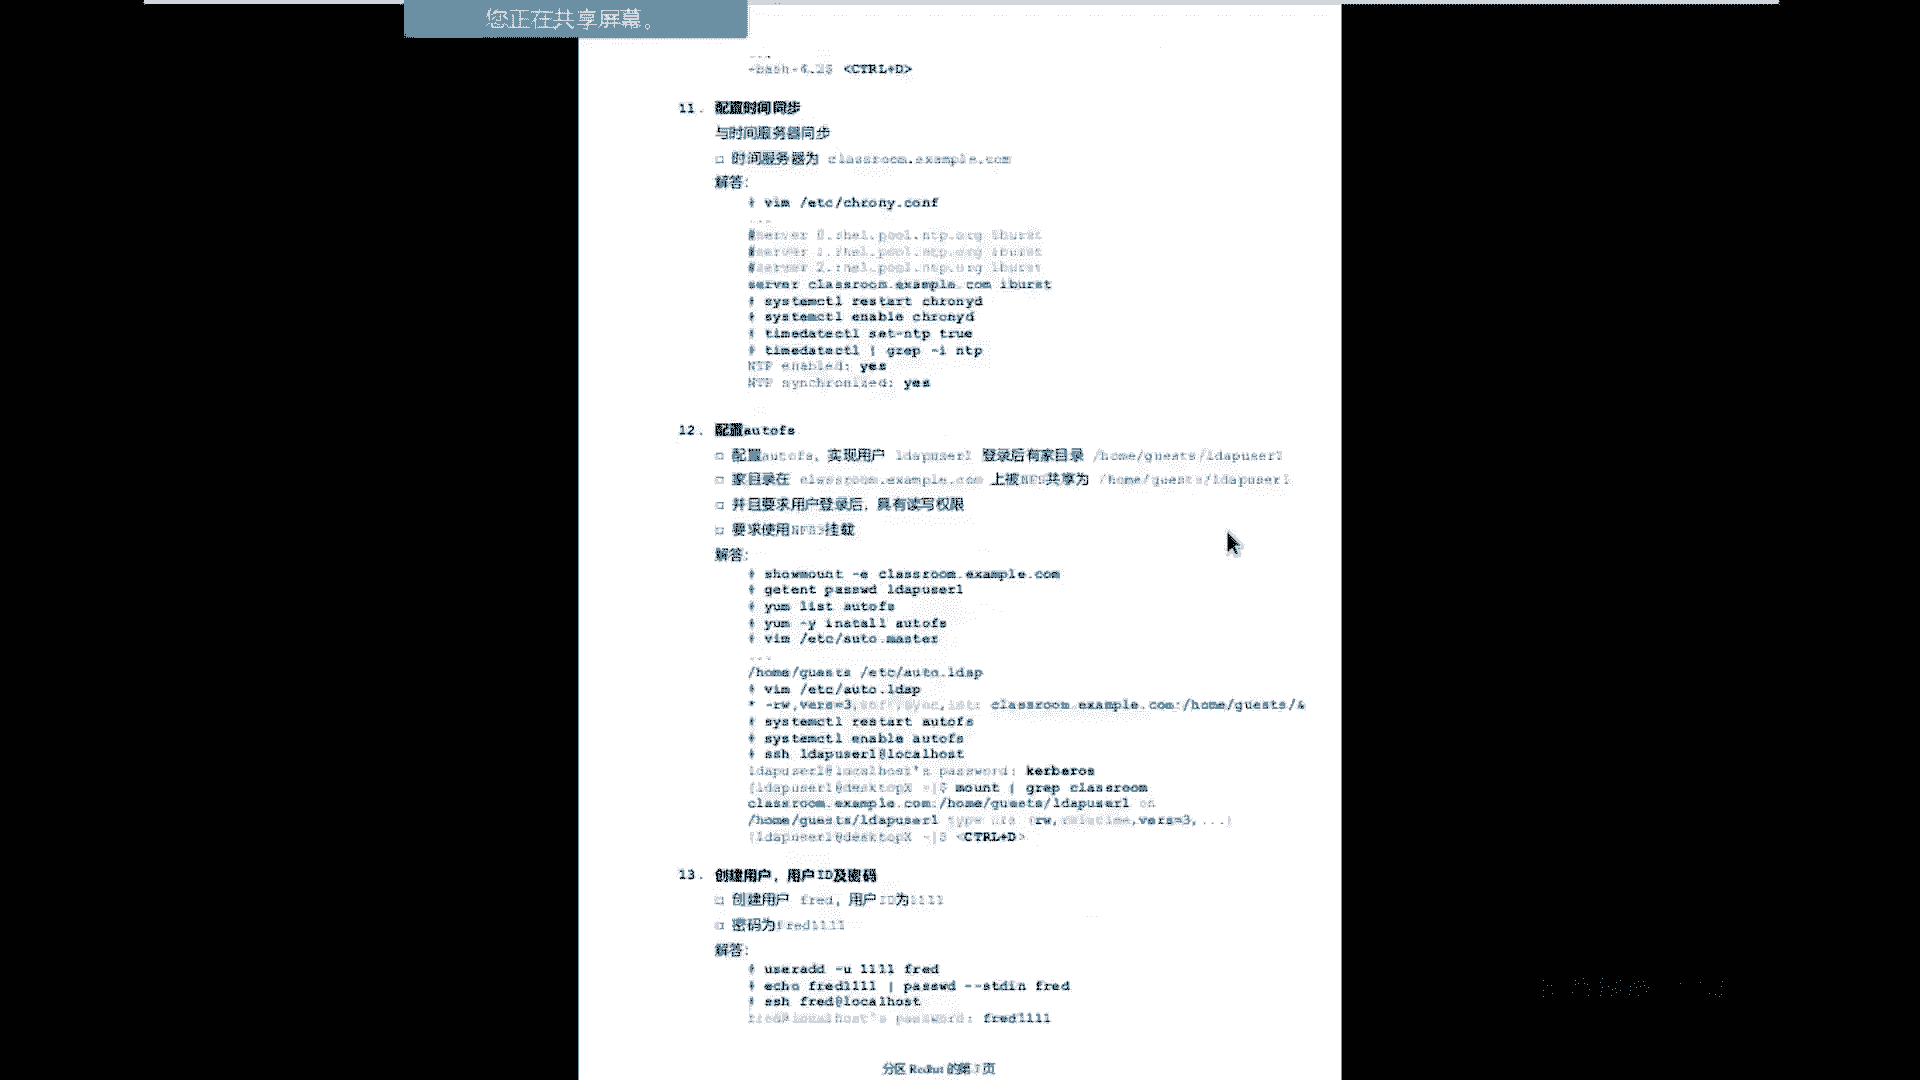 您正在共享屏幕。
-bash-4.2$ <CTRL+D>
11. 配置时间同步
与时间服务器同步
□ 时间服务器为 classroom.example.com
解答:
# vim /etc/chrony.conf
...
#server 0.rhel.pool.ntp.org iburst
#server 1.rhel.pool.ntp.org iburst
#server 2.rhel.pool.ntp.org iburst
server classroom.example.com iburst
# systemctl restart chronyd
# systemctl enable chronyd
# timedatectl set-ntp true
# timedatectl | grep -i ntp
NTP enabled: yes
NTP synchronized: yes
12. 配置autofs
□ 配置autofs, 实现用户 ldapuser1 登录后有家目录 /home/guests/ldapuser1
□ 家目录在 classroom.example.com 上被NFS共享为 /home/guests/ldapuser1
□ 并且要求用户登录后, 具有读写权限
□ 要求使用NFS3挂载
解答:
# showmount -e classroom.example.com
# getent passwd ldapuser1
# yum list autofs
# yum -y install autofs
# vim /etc/auto.master
...
/home/guests /etc/auto.ldap
# vim /etc/auto.ldap
* -rw,vers=3, classroom.example.com:/home/guests/&
# systemctl restart autofs
# systemctl enable autofs
# ssh ldapuser1@localhost
ldapuser1@localhost's password: kerberos
[ldapuser1@desktopX ~]$ mount | grep classroom
classroom.example.com:/home/guests/ldapuser1 on
/home/guests/ldapuser1 type nfs (rw,relatime,vers=3,...)
[ldapuser1@desktopX ~]$ <CTRL+D>
13. 创建用户, 用户ID及密码
□ 创建用户 fred, 用户ID为1111
□ 密码为fred1111
解答:
# useradd -u 1111 fred
# echo fred1111 | passwd --stdin fred
# ssh fred@localhost
fred@localhost's password: fred1111
分区 Redhat 的第 7 页